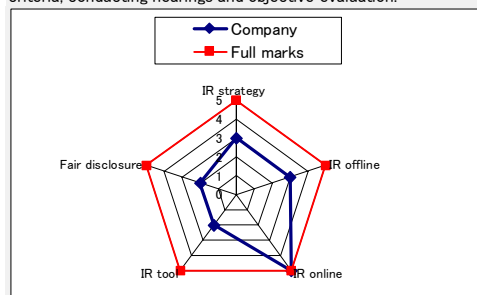 criteria, conducting hearings and objective evaluation.
Company
Full marks
IR strategy
5
4
3
2
1
0
Fair disclosure
IR offline
IR tool
IR online